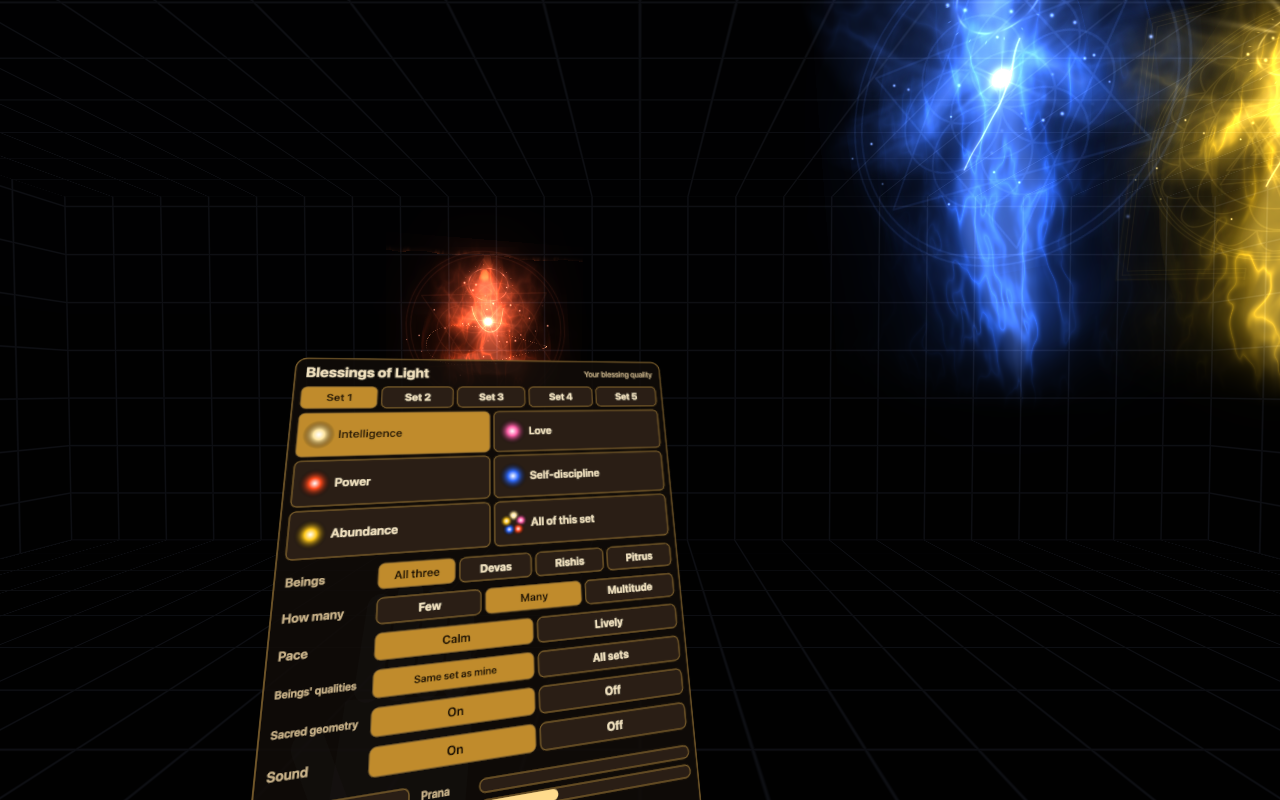 Blessings of Light
Your blessing quality
Set 1 Set 2 Set 3 Set 4 Set 5
Intelligence Love
Power Self-discipline
Abundance All of this set
Beings All three Devas Rishis Pitrus
How many Few Many Multitude
Pace Calm Lively
Beings' qualities Same set as mine All sets
Sacred geometry On Off
Sound On Off
Prana